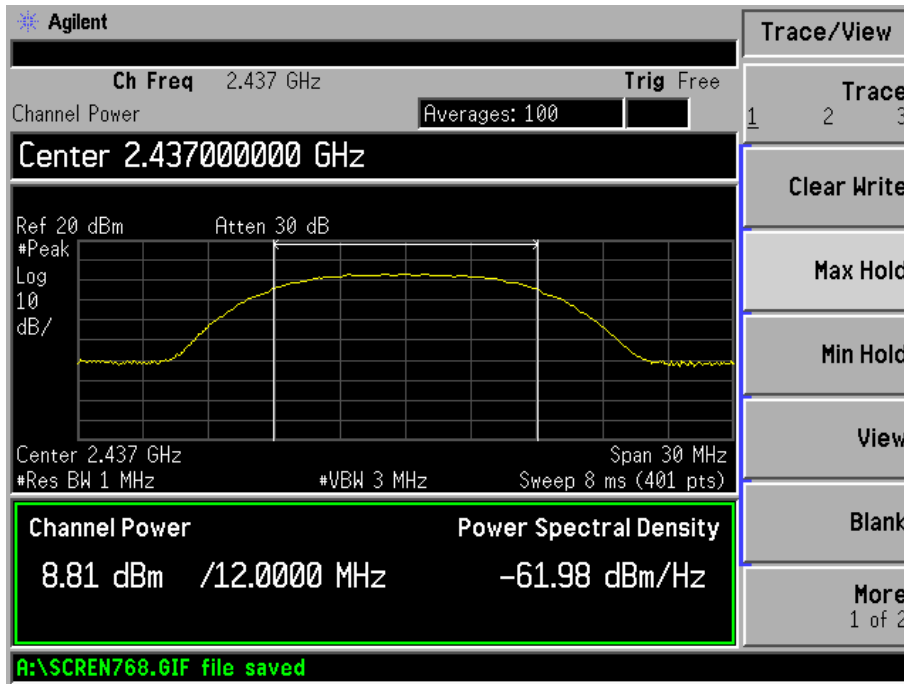 Agilent
Ch Freq 2.437 GHz Trig Free
Channel Power Averages: 100
Center 2.437000000 GHz
Ref 20 dBm Atten 30 dB
#Peak
Log
10
dB/
Center 2.437 GHz Span 30 MHz
#Res BW 1 MHz #VBW 3 MHz Sweep 8 ms (401 pts)
Channel Power Power Spectral Density
8.81 dBm /12.0000 MHz -61.98 dBm/Hz
A:\SCREN768.GIF file saved
Trace/View
Trace
1 2 3
Clear Write
Max Hold
Min Hold
View
Blank
More
1 of 2